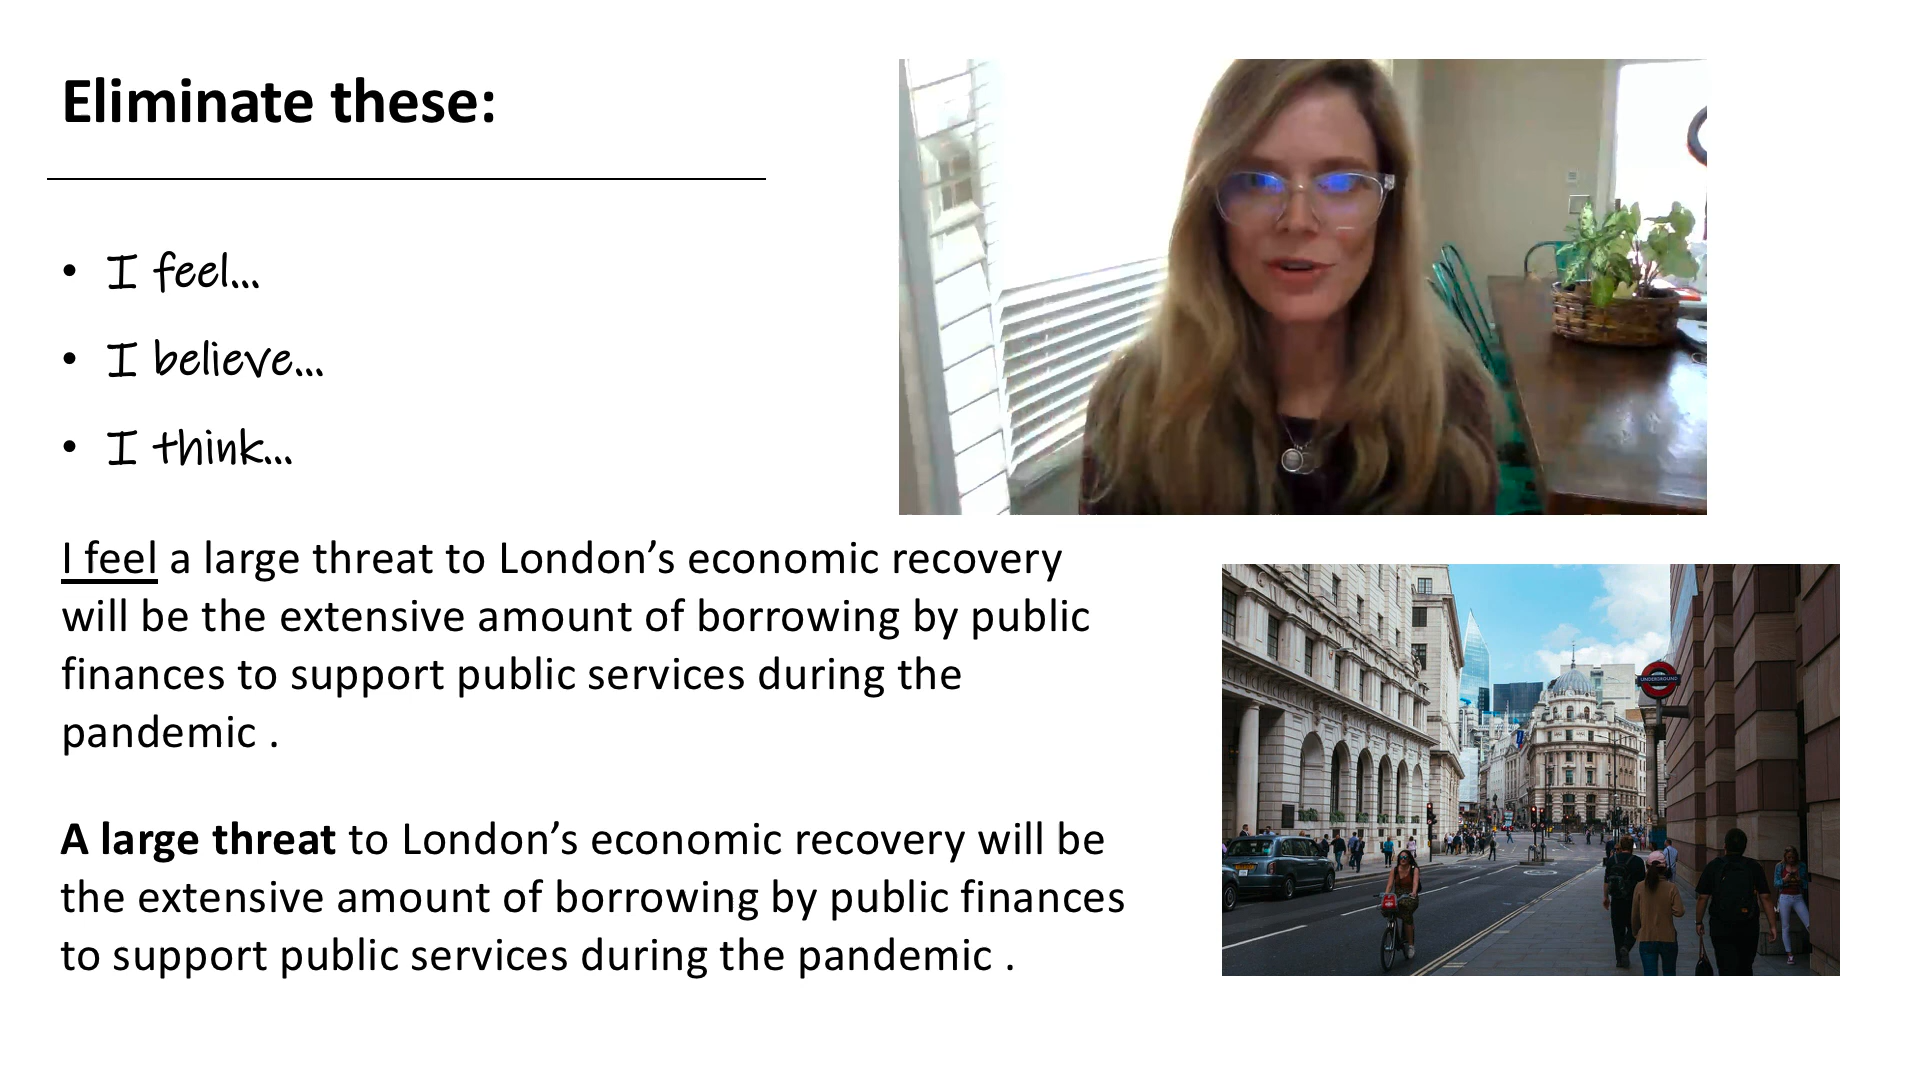 Eliminate these:
• I feel...
• I believe...
• I think...
I feel a large threat to London’s economic recovery
will be the extensive amount of borrowing by public
finances to support public services during the
pandemic .
A large threat to London’s economic recovery will be
the extensive amount of borrowing by public finances
to support public services during the pandemic .
UNDERGROUND